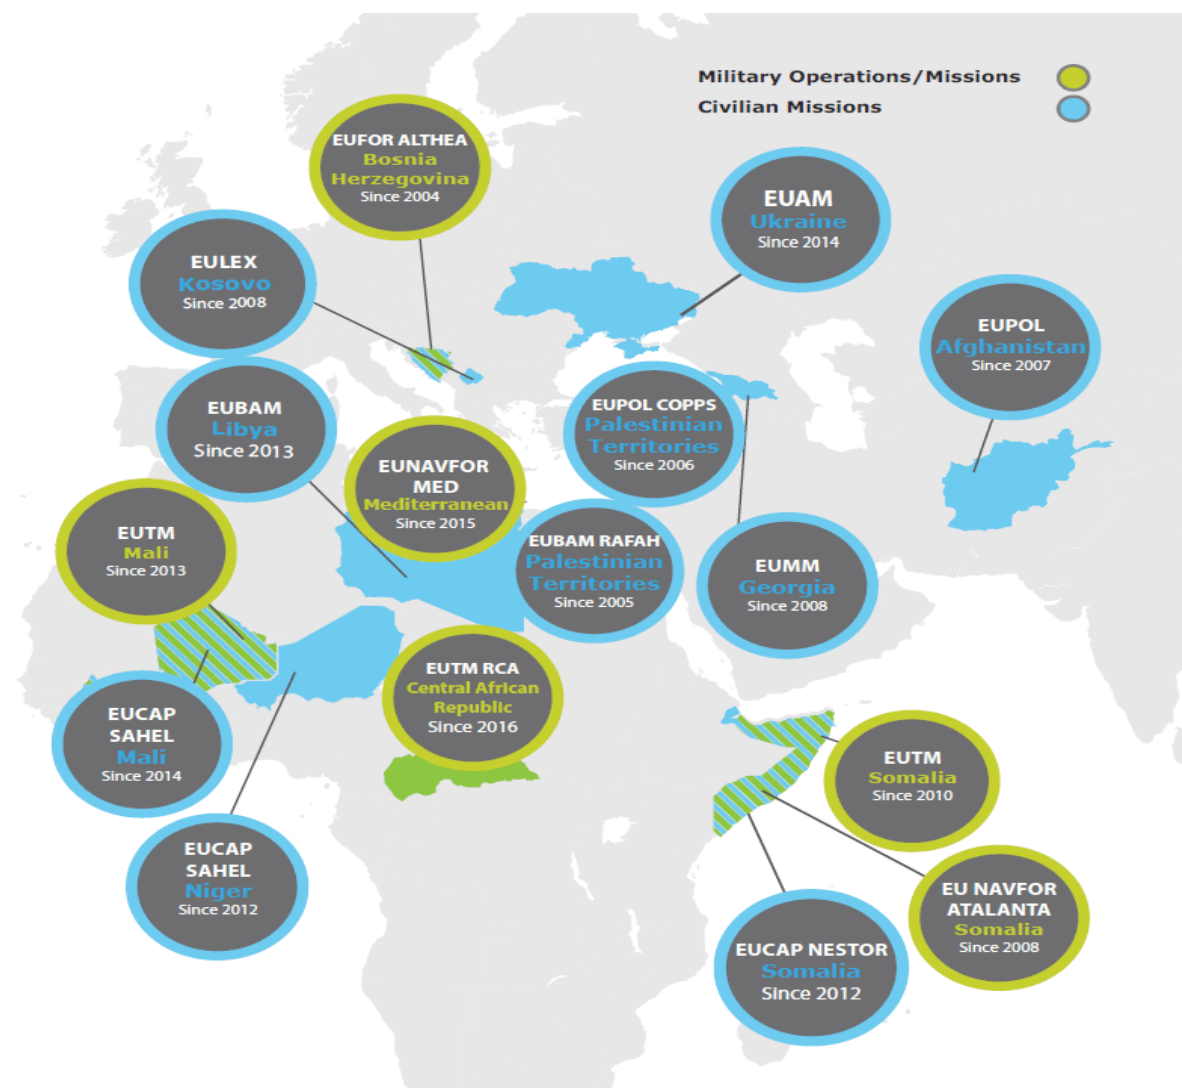 Military Operations/Missions
Civilian Missions
EUFOR ALTHEA
Bosnia
Herzegovina
Since 2004
EUAM
Ukraine
Since 2014
EULEX
Kosovo
Since 2008
EUPOL
Afghanistan
Since 2007
EUBAM
Libya
Since 2013
EUPOL COPPS
Palestinian
Territories
Since 2006
EUNAVFOR
MED
Mediterranean
Since 2015
EUTM
Mali
Since 2013
EUBAM RAFAH
Palestinian
Territories
Since 2005
EUMM
Georgia
Since 2008
EUTM RCA
Central African
Republic
Since 2016
EUCAP
SAHEL
Mali
Since 2014
EUTM
Somalia
Since 2010
EUCAP
SAHEL
Niger
Since 2012
EU NAVFOR
ATALANTA
Somalia
Since 2008
EUCAP NESTOR
Somalia
Since 2012